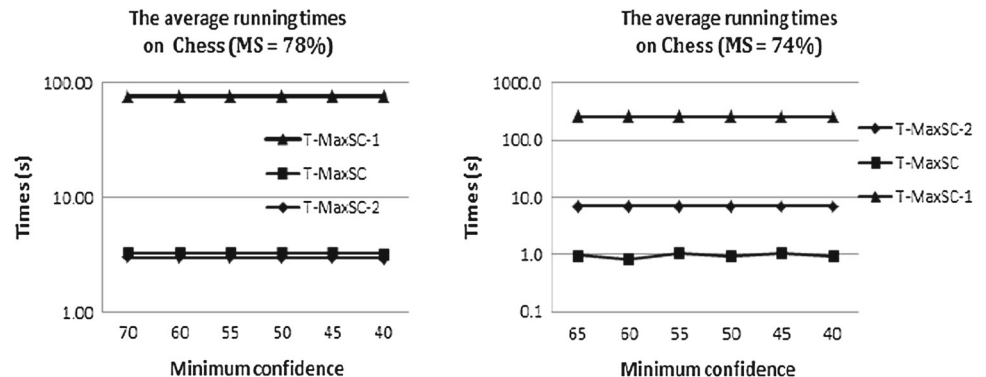 The average running times
on Chess (MS = 78%)
100.00
10.00
1.00
Times (s)
T-MaxSC-1
T-MaxSC
T-MaxSC-2
70 60 55 50 45 40
Minimum confidence
The average running times
on Chess (MS = 74%)
1000.0
100.0
10.0
1.0
0.1
Times (s)
T-MaxSC-2
T-MaxSC
T-MaxSC-1
65 60 55 50 45 40
Minimum confidence